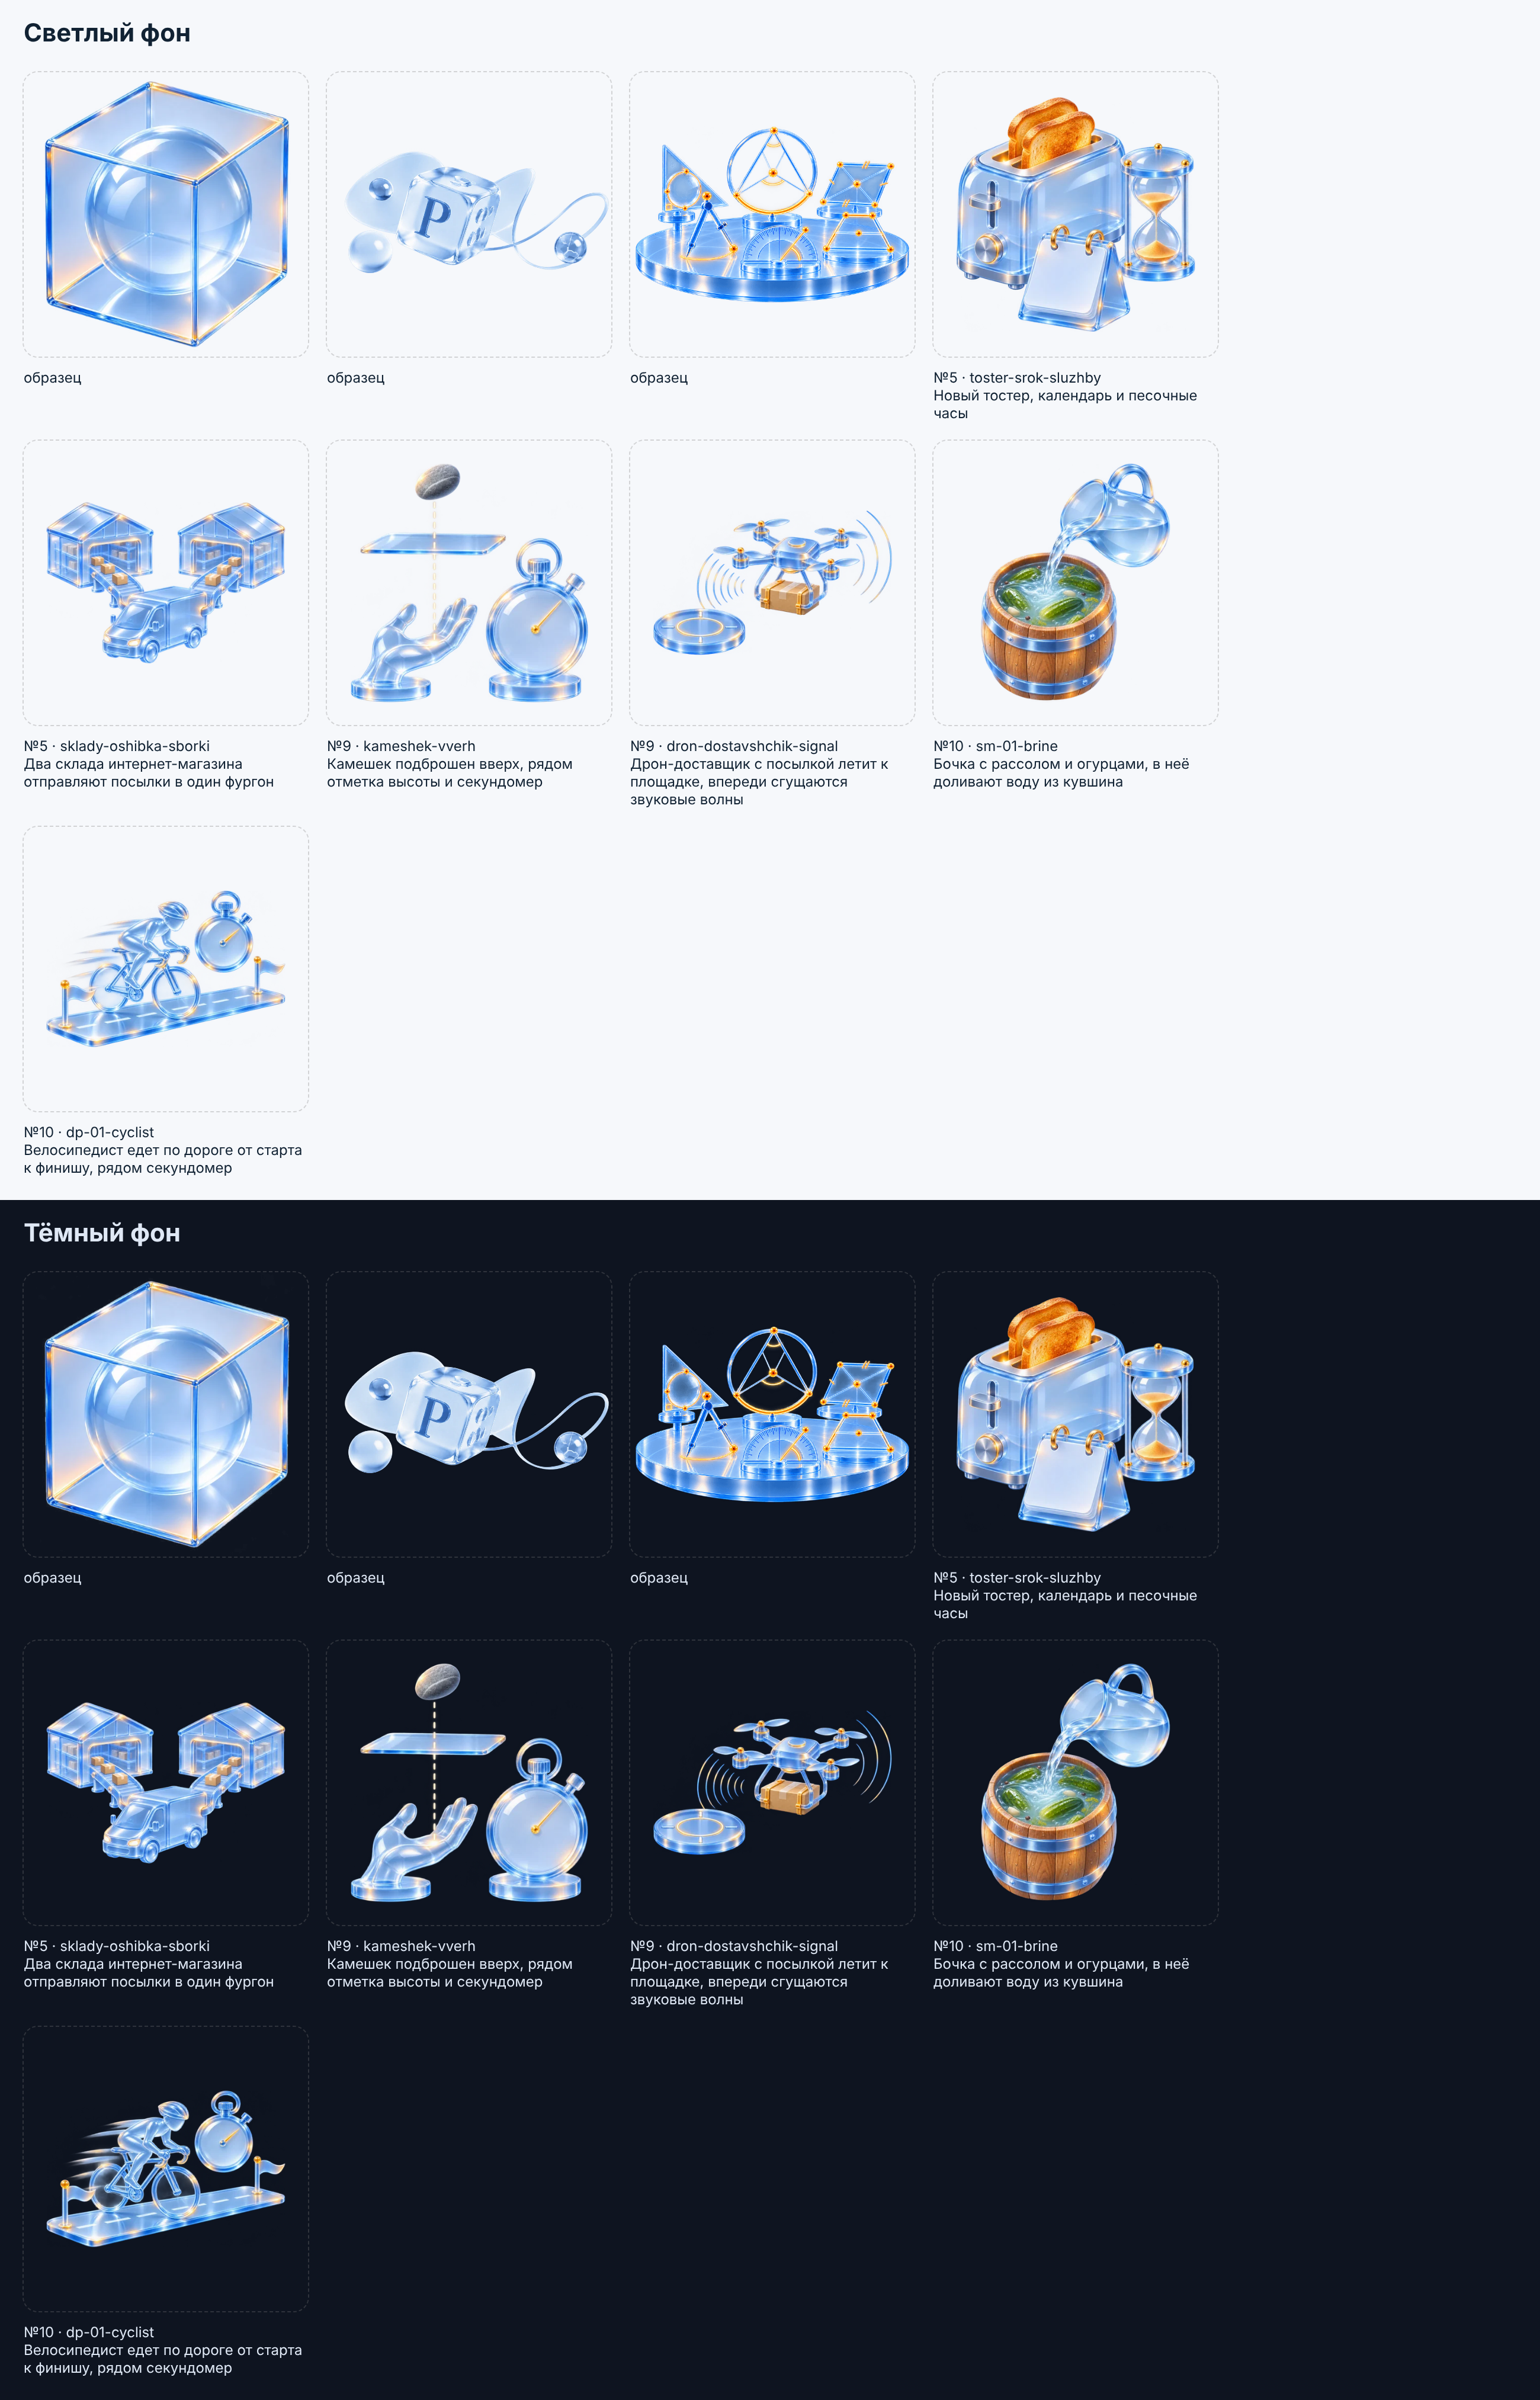 Светлый фон
P
образец
образец
образец
№5 · toster-srok-sluzhby
Новый тостер, календарь и песочные
часы
№5 · sklady-oshibka-sborki
Два склада интернет-магазина
отправляют посылки в один фургон
№9 · kameshek-vverh
Камешек подброшен вверх, рядом
отметка высоты и секундомер
№9 · dron-dostavshchik-signal
Дрон-доставщик с посылкой летит к
площадке, впереди сгущаются
звуковые волны
№10 · sm-01-brine
Бочка с рассолом и огурцами, в неё
доливают воду из кувшина
№10 · dp-01-cyclist
Велосипедист едет по дороге от старта
к финишу, рядом секундомер
Тёмный фон
P
образец
образец
образец
№5 · toster-srok-sluzhby
Новый тостер, календарь и песочные
часы
№5 · sklady-oshibka-sborki
Два склада интернет-магазина
отправляют посылки в один фургон
№9 · kameshek-vverh
Камешек подброшен вверх, рядом
отметка высоты и секундомер
№9 · dron-dostavshchik-signal
Дрон-доставщик с посылкой летит к
площадке, впереди сгущаются
звуковые волны
№10 · sm-01-brine
Бочка с рассолом и огурцами, в неё
доливают воду из кувшина
№10 · dp-01-cyclist
Велосипедист едет по дороге от старта
к финишу, рядом секундомер